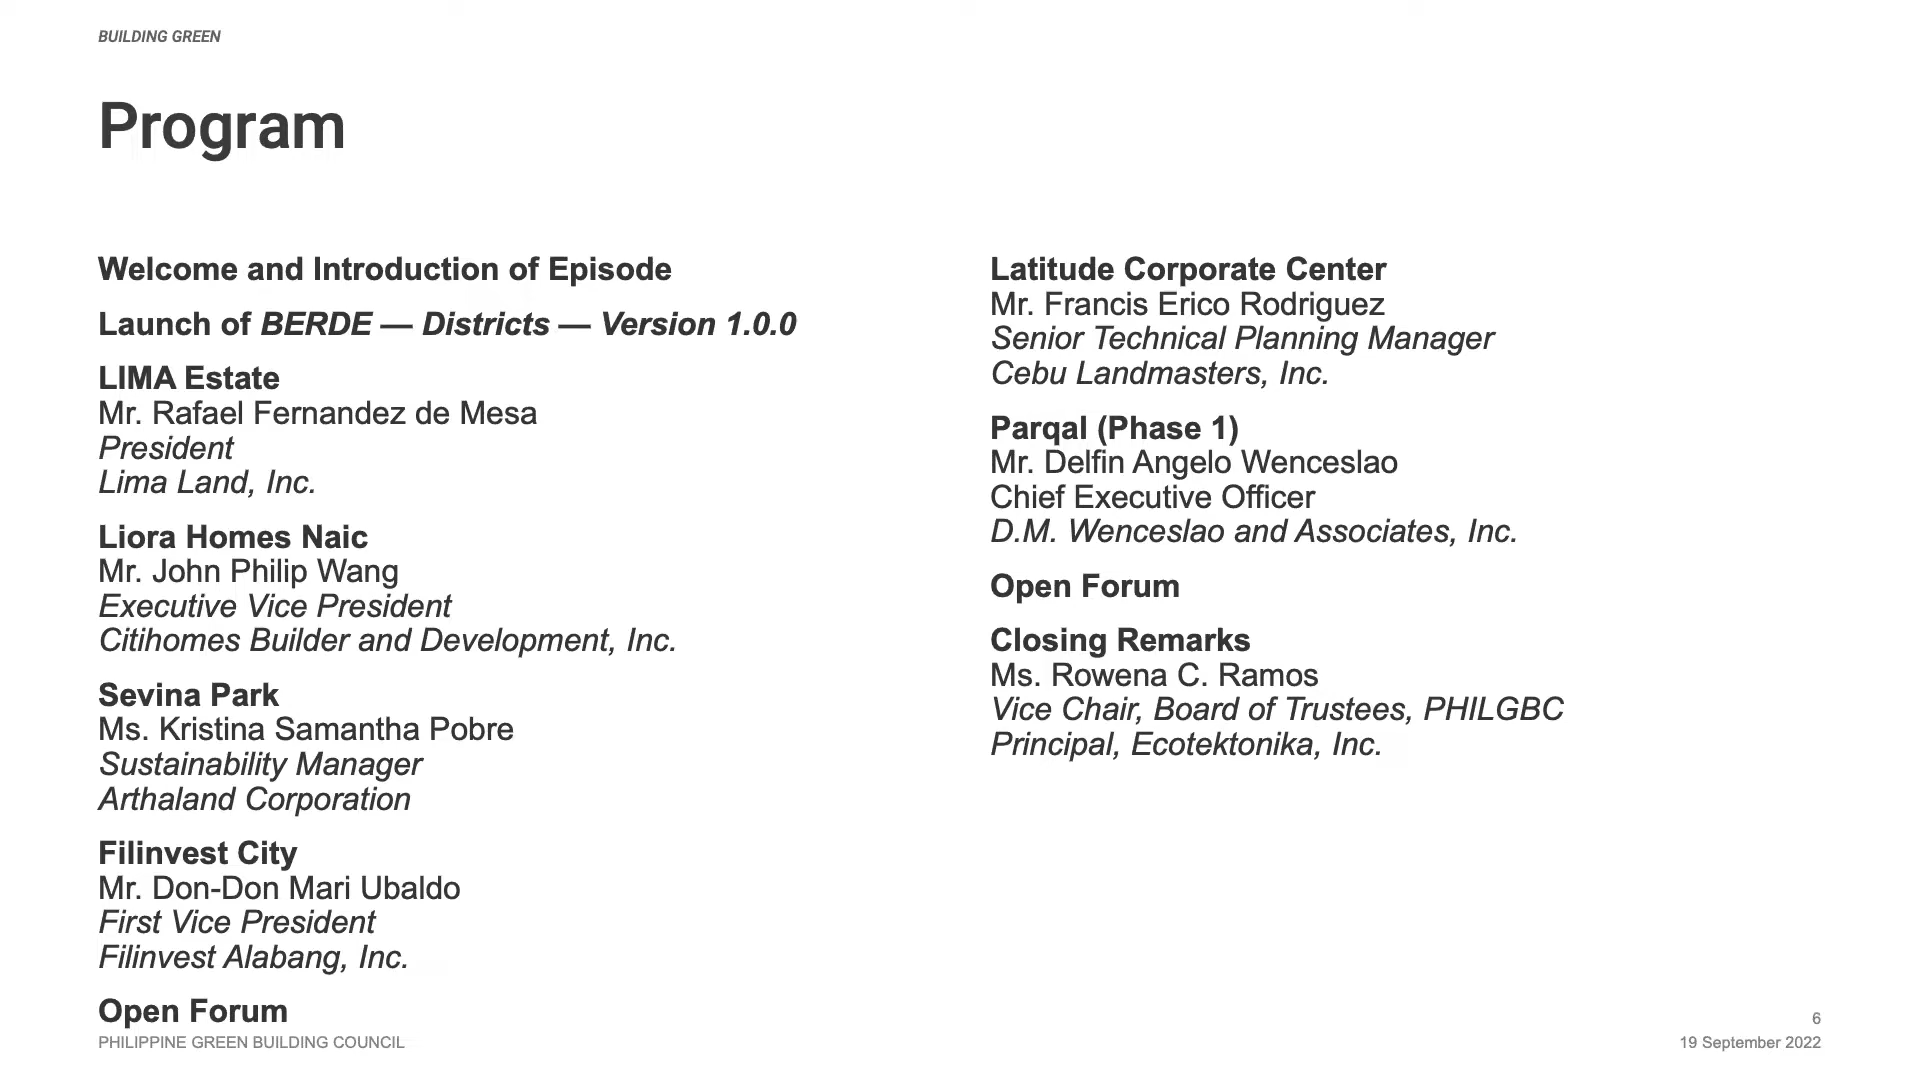 BUILDING GREEN
Program
Welcome and Introduction of Episode
Launch of BERDE — Districts — Version 1.0.0
LIMA Estate
Mr. Rafael Fernandez de Mesa
President
Lima Land, Inc.
Liora Homes Naic
Mr. John Philip Wang
Executive Vice President
Citihomes Builder and Development, Inc.
Sevina Park
Ms. Kristina Samantha Pobre
Sustainability Manager
Arthaland Corporation
Filinvest City
Mr. Don-Don Mari Ubaldo
First Vice President
Filinvest Alabang, Inc.
Open Forum
Latitude Corporate Center
Mr. Francis Erico Rodriguez
Senior Technical Planning Manager
Cebu Landmasters, Inc.
Parqal (Phase 1)
Mr. Delfin Angelo Wenceslao
Chief Executive Officer
D.M. Wenceslao and Associates, Inc.
Open Forum
Closing Remarks
Ms. Rowena C. Ramos
Vice Chair, Board of Trustees, PHILGBC
Principal, Ecotektonika, Inc.
PHILIPPINE GREEN BUILDING COUNCIL
6
19 September 2022